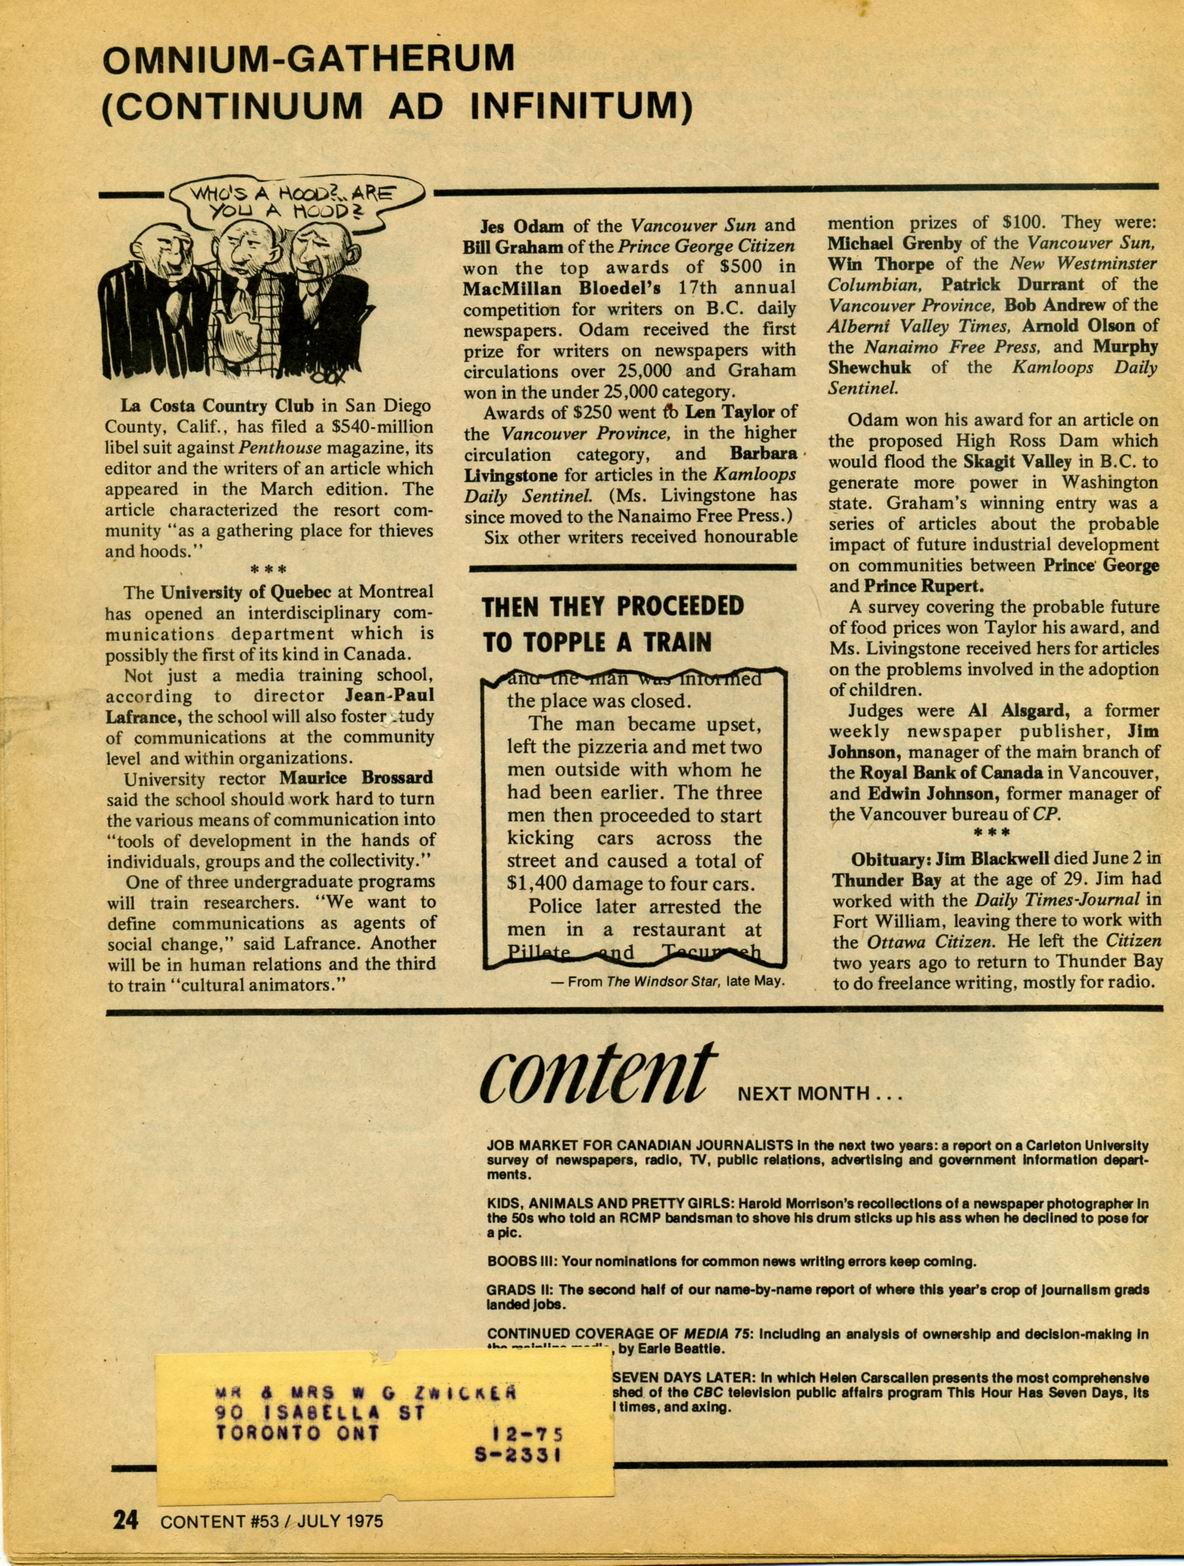 OMNIUM-GATHERUM
(CONTINUUM AD INFINITUM)
WHO'S A HOOD?.. ARE
YOU A HOOD?
COX
La Costa Country Club in San Diego
County, Calif., has filed a $540-million
libel suit against Penthouse magazine, its
editor and the writers of an article which
appeared in the March edition. The
article characterized the resort com-
munity "as a gathering place for thieves
and hoods."
***
The University of Quebec at Montreal
has opened an interdisciplinary com-
munications department which is
possibly the first of its kind in Canada.
Not just a media training school,
according to director Jean-Paul
Lafrance, the school will also foster study
of communications at the community
level and within organizations.
University rector Maurice Brossard
said the school should work hard to turn
the various means of communication into
"tools of development in the hands of
individuals, groups and the collectivity."
One of three undergraduate programs
will train researchers. "We want to
define communications as agents of
social change," said Lafrance. Another
will be in human relations and the third
to train "cultural animators."
Jes Odam of the Vancouver Sun and
Bill Graham of the Prince George Citizen
won the top awards of $500 in
MacMillan Bloedel's 17th annual
competition for writers on B.C. daily
newspapers. Odam received the first
prize for writers on newspapers with
circulations over 25,000 and Graham
won in the under 25,000 category.
Awards of $250 went to Len Taylor of
the Vancouver Province, in the higher
circulation category, and Barbara
Livingstone for articles in the Kamloops
Daily Sentinel. (Ms. Livingstone has
since moved to the Nanaimo Free Press.)
Six other writers received honourable
THEN THEY PROCEEDED
TO TOPPLE A TRAIN
and the man was informed
the place was closed.
The man became upset,
left the pizzeria and met two
men outside with whom he
had been earlier. The three
men then proceeded to start
kicking cars across the
street and caused a total of
$1,400 damage to four cars.
Police later arrested the
men in a restaurant at
Pillete and Tecumseh
— From The Windsor Star, late May.
mention prizes of $100. They were:
Michael Grenby of the Vancouver Sun,
Win Thorpe of the New Westminster
Columbian, Patrick Durrant of the
Vancouver Province, Bob Andrew of the
Alberni Valley Times, Arnold Olson of
the Nanaimo Free Press, and Murphy
Shewchuk of the Kamloops Daily
Sentinel.
Odam won his award for an article on
the proposed High Ross Dam which
would flood the Skagit Valley in B.C. to
generate more power in Washington
state. Graham's winning entry was a
series of articles about the probable
impact of future industrial development
on communities between Prince George
and Prince Rupert.
A survey covering the probable future
of food prices won Taylor his award, and
Ms. Livingstone received hers for articles
on the problems involved in the adoption
of children.
Judges were Al Alsgard, a former
weekly newspaper publisher, Jim
Johnson, manager of the main branch of
the Royal Bank of Canada in Vancouver,
and Edwin Johnson, former manager of
the Vancouver bureau of CP.
***
Obituary: Jim Blackwell died June 2 in
Thunder Bay at the age of 29. Jim had
worked with the Daily Times-Journal in
Fort William, leaving there to work with
the Ottawa Citizen. He left the Citizen
two years ago to return to Thunder Bay
to do freelance writing, mostly for radio.
content NEXT MONTH . . .
JOB MARKET FOR CANADIAN JOURNALISTS in the next two years: a report on a Carleton University
survey of newspapers, radio, TV, public relations, advertising and government information depart-
ments.
KIDS, ANIMALS AND PRETTY GIRLS: Harold Morrison's recollections of a newspaper photographer in
the 50s who told an RCMP bandsman to shove his drum sticks up his ass when he declined to pose for
a pic.
BOOBS III: Your nominations for common news writing errors keep coming.
GRADS II: The second half of our name-by-name report of where this year's crop of journalism grads
landed jobs.
CONTINUED COVERAGE OF MEDIA 75: Including an analysis of ownership and decision-making in
the mainline media, by Earle Beattie.
SEVEN DAYS LATER: In which Helen Carscallen presents the most comprehensive
shed of the CBC television public affairs program This Hour Has Seven Days, its
times, and axing.
MR & MRS W G ZWICKER
90 ISABELLA ST
TORONTO ONT 12-75
S-2331
24 CONTENT #53 / JULY 1975